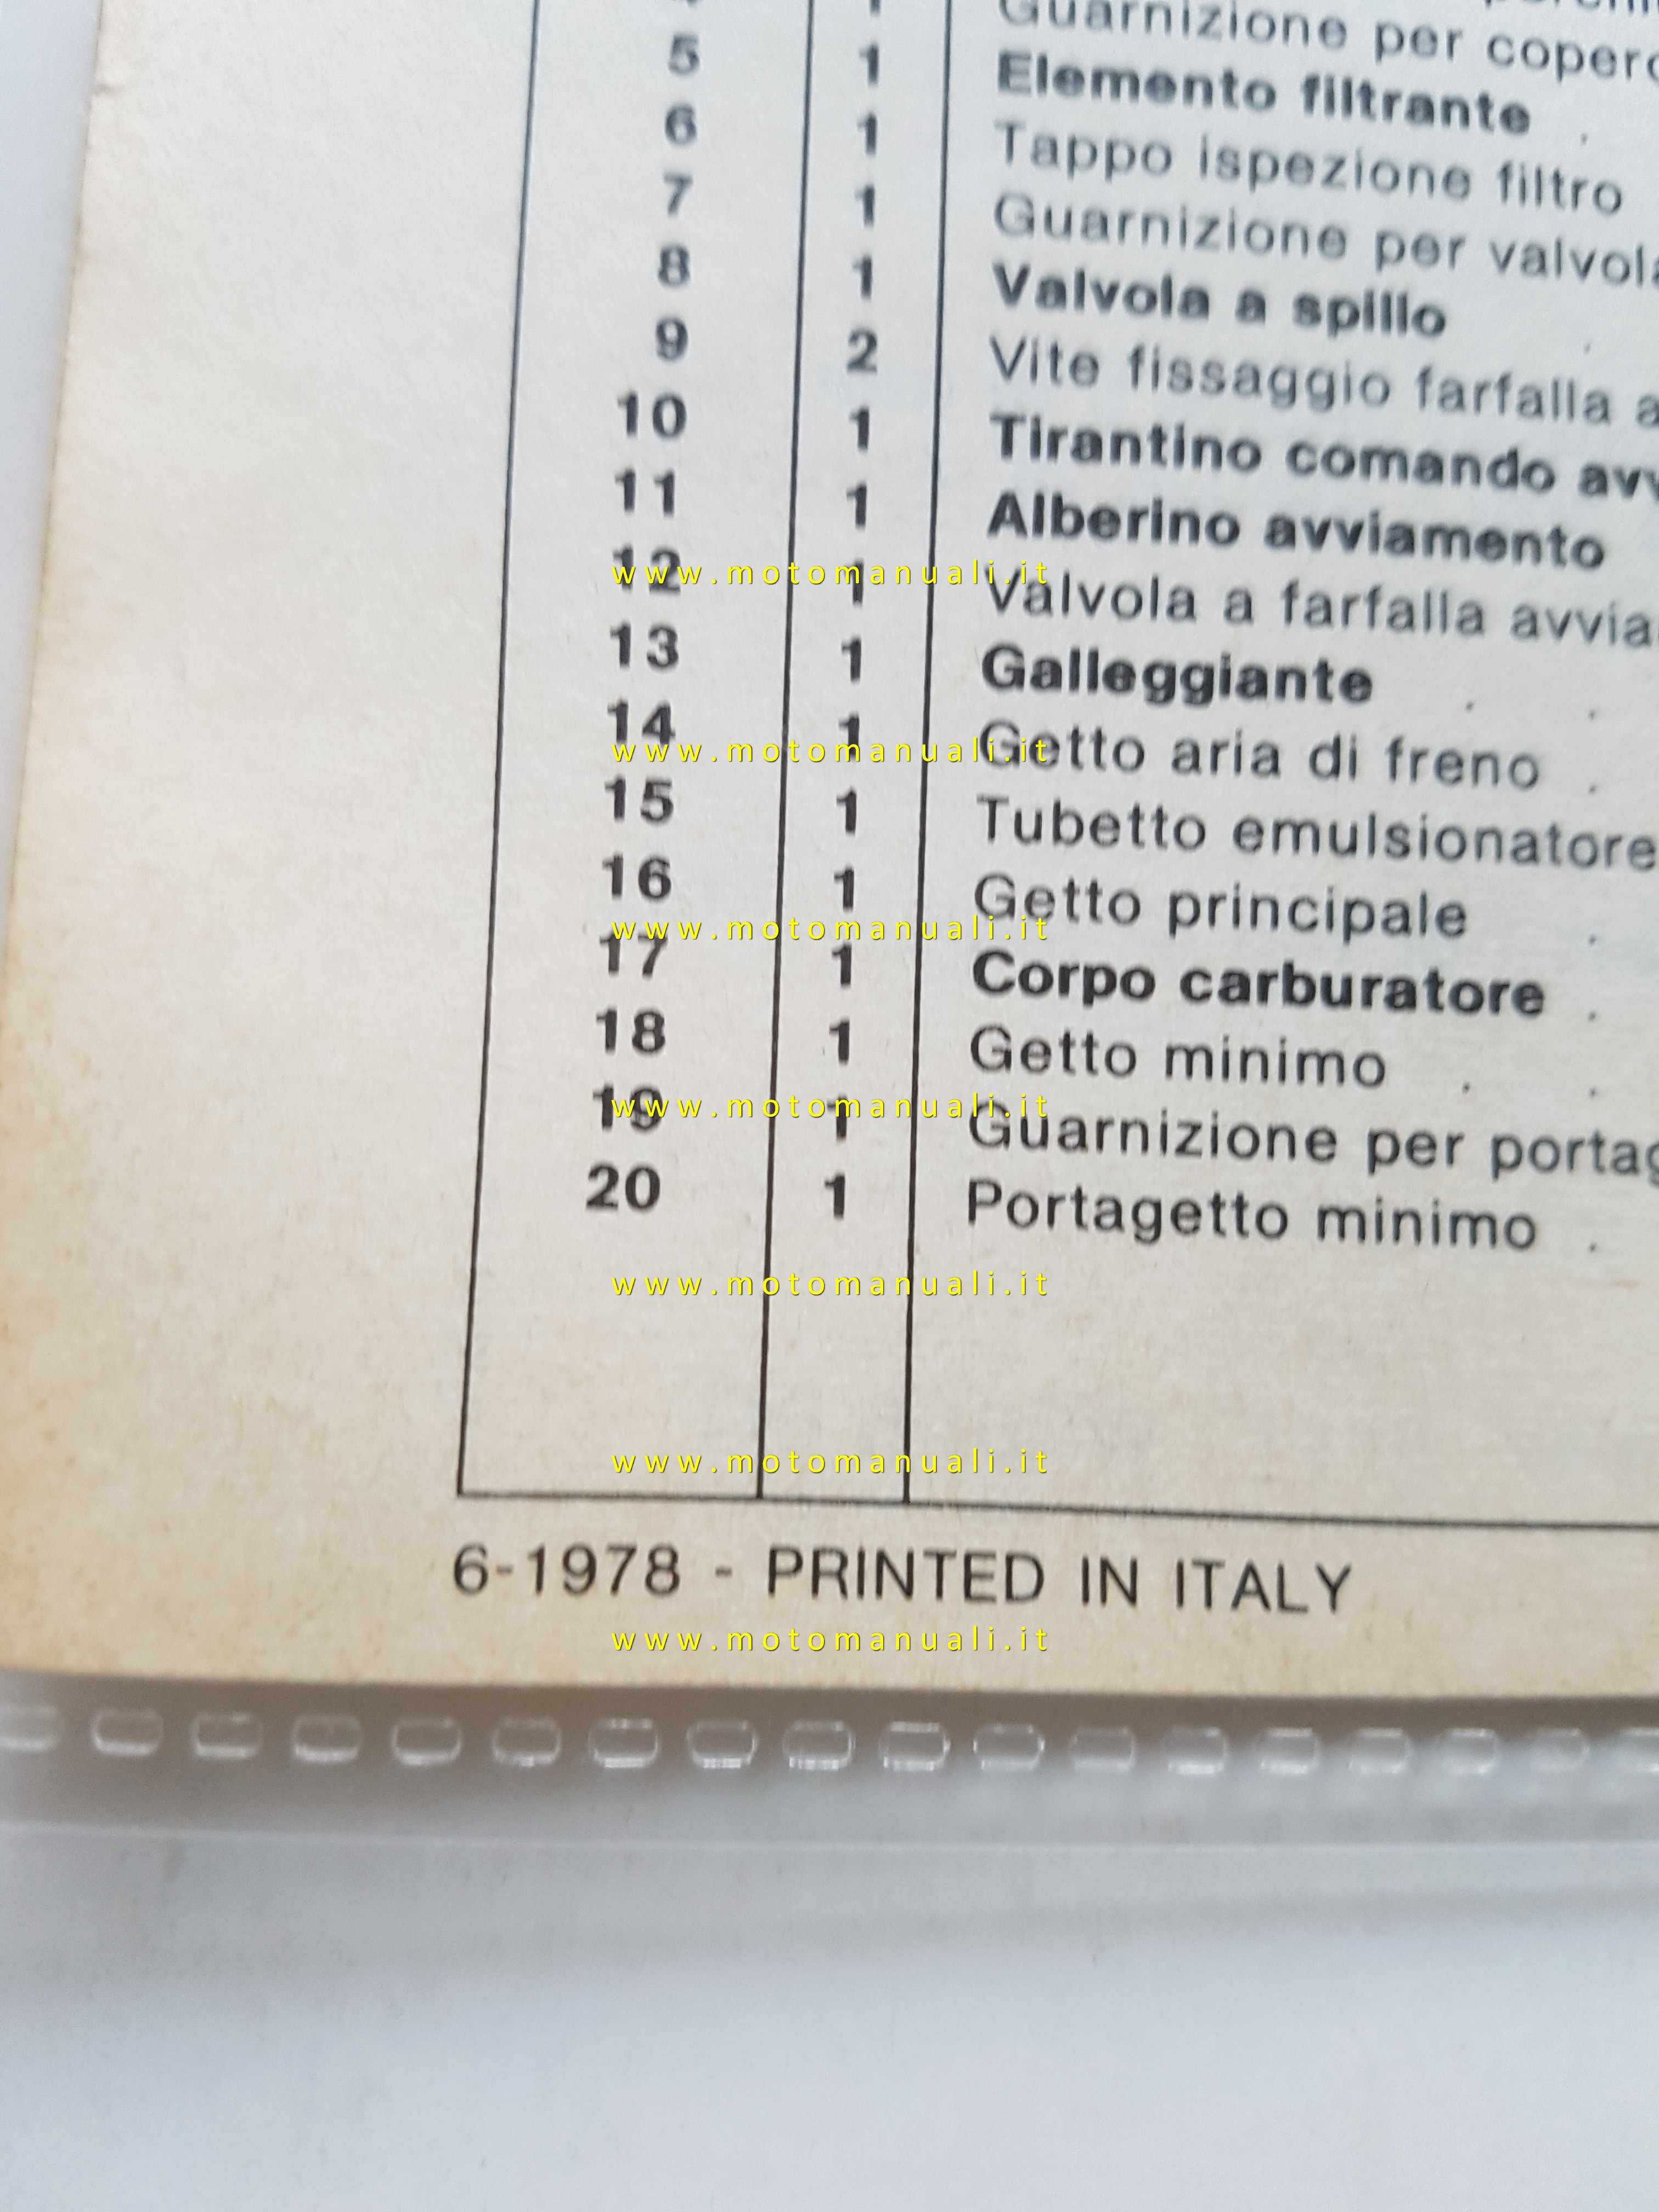 Guarnizione per
5 1 Elemento filtrante .
6 1 Tappo ispezione filtro
7 1 Guarnizione per
8 1 Valvola a spillo .
9 2 Vite fissaggio farfalla
10 1 Tirantino comando
11 1 Alberino avviamento
12 1 Valvola a farfalla
www.motomanuali.it
13 1 Galleggiante . .
14 1 Getto aria di freno .
www.motomanuali.it
15 1 Tubetto emulsionatore
16 1 Getto principale .
www.motomanuali.it
17 1 Corpo carburatore .
18 1 Getto minimo . .
19 1 Guarnizione per
www.motomanuali.it
20 1 Portagetto minimo .
www.motomanuali.it
www.motomanuali.it
6-1978 - PRINTED IN ITALY
www.motomanuali.it